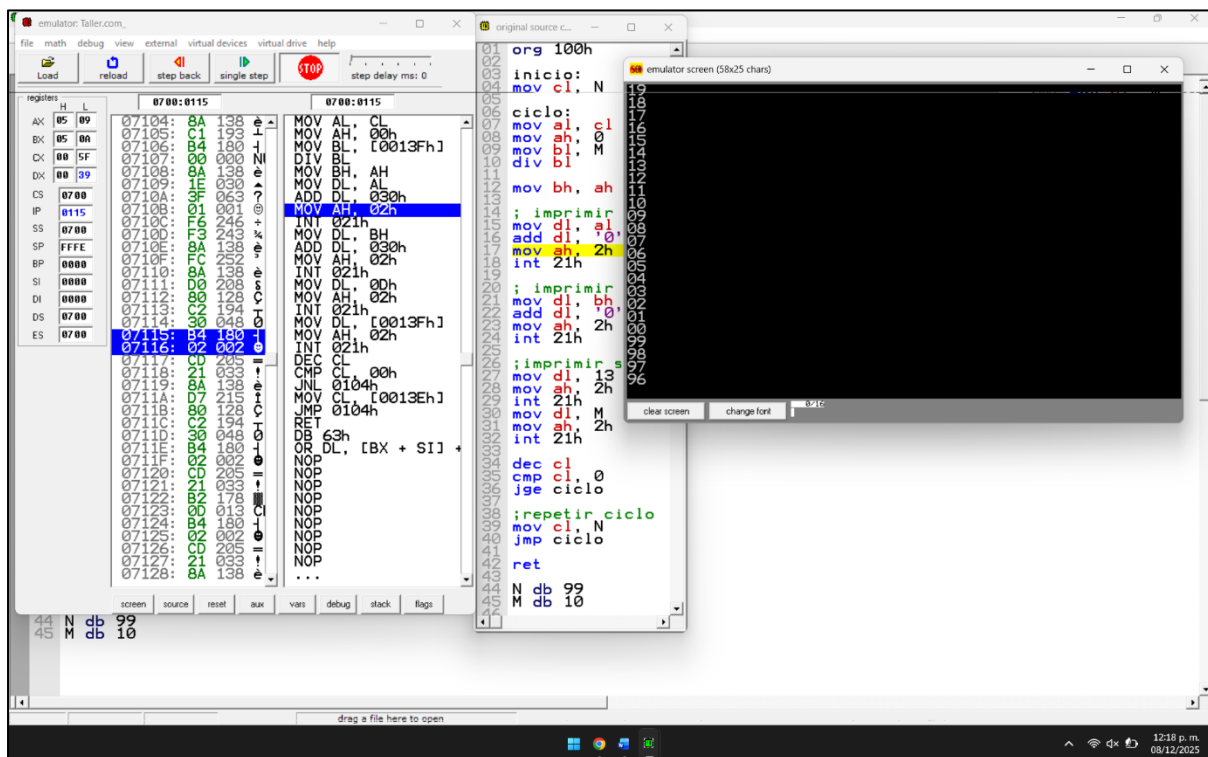 emulator: Taller.com_
file math debug view external virtual devices virtual drive help
Load reload step back single step STOP step delay ms: 0
registers
H L
0700:0115 0700:0115
AX 05 09
BX 05 0A
CX 00 5F
DX 00 39
CS 0700
IP 0115
SS 0700
SP FFFE
BP 0000
SI 0000
DI 0000
DS 0700
ES 0700
07104: 8A 138 è
07105: C1 193 ┴
07106: B4 180 ┤
07107: 00 000 NU
07108: 8A 138 è
07109: 1E 030 ▲
0710A: 3F 063 ?
0710B: 01 001 ☺
0710C: F6 246 ÷
0710D: F3 243 ¾
0710E: 8A 138 è
0710F: FC 252 ³
07110: 8A 138 è
07111: D0 208
07112: 80 128 Ç
07113: C2 194 ┬
07114: 30 048 0
07115: B4 180 ┤
07116: 02 002 ☻
07117: CD 205 =
07118: 21 033 !
07119: 8A 138 è
0711A: D7 215
0711B: 80 128 Ç
0711C: C2 194 ┬
0711D: 30 048 0
0711E: B4 180 ┤
0711F: 02 002 ☻
07120: CD 205 =
07121: 21 033 !
07122: B2 178 ▓
07123: 0D 013 CI
07124: B4 180 ┤
07125: 02 002 ☻
07126: CD 205 =
07127: 21 033 !
07128: 8A 138 è
MOV AL, CL
MOV AH, 00h
MOV BL, [0013Fh]
DIV BL
MOV BH, AH
MOV DL, AL
ADD DL, 030h
MOV AH, 02h
INT 021h
MOV DL, BH
ADD DL, 030h
MOV AH, 02h
INT 021h
MOV DL, 0Dh
MOV AH, 02h
INT 021h
MOV DL, [0013Fh]
MOV AH, 02h
INT 021h
DEC CL
CMP CL, 00h
JNL 0104h
MOV CL, [0013Eh]
JMP 0104h
RET
DB 63h
OR DL, [BX + SI] +
NOP
NOP
NOP
NOP
NOP
NOP
NOP
NOP
NOP
...
screen source reset aux vars debug stack flags
original source c...
01 org 100h
02
03 inicio:
04 mov cl, N
05
06 ciclo:
07 mov al, cl
08 mov ah, 0
09 mov bl, M
10 div bl
11
12 mov bh, ah
13
14 ; imprimir
15 mov dl, al
16 add dl, '0'
17 mov ah, 2h
18 int 21h
19
20 ; imprimir
21 mov dl, bh
22 add dl, '0'
23 mov ah, 2h
24 int 21h
25
26 ;imprimir s
27 mov dl, 13
28 mov ah, 2h
29 int 21h
30 mov dl, M
31 mov ah, 2h
32 int 21h
33
34 dec cl
35 cmp cl, 0
36 jge ciclo
37
38 ;repetir ciclo
39 mov cl, N
40 jmp ciclo
41
42 ret
43
44 N db 99
45 M db 10
emulator screen (58x25 chars)
19
18
17
16
15
14
13
12
11
10
09
08
07
06
05
04
03
02
01
00
99
98
97
96
clear screen change font 0/16
44 N db 99
45 M db 10
drag a file here to open
12:18 p. m.
08/12/2025